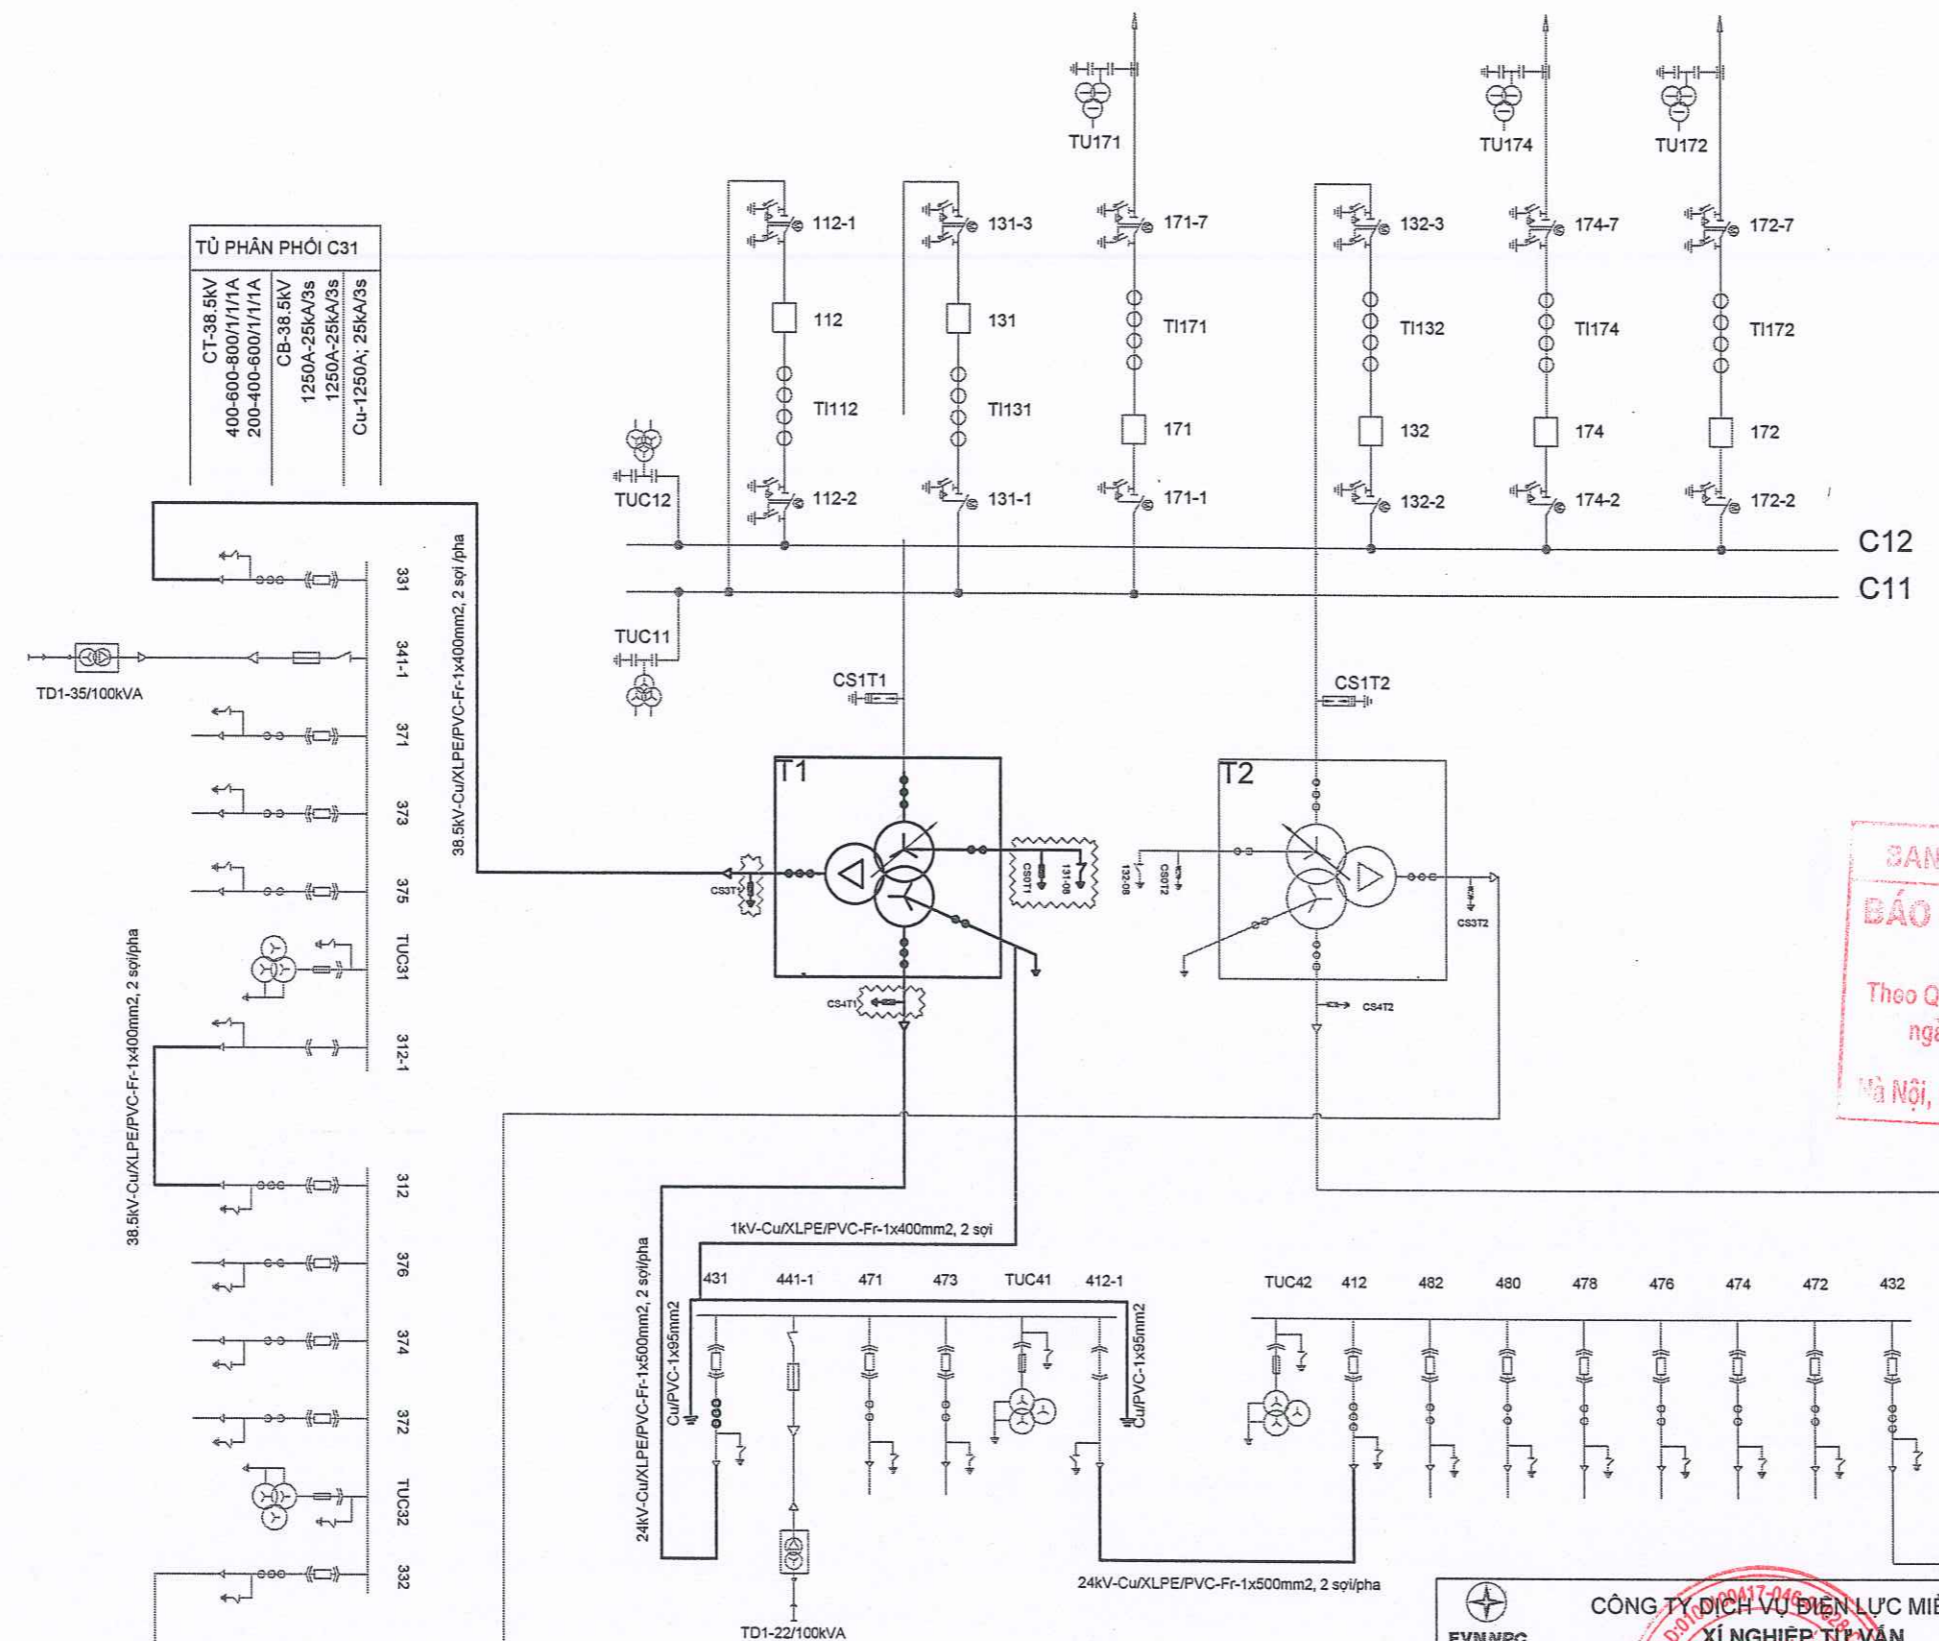 TU171
TU174
TU172
112-1
131-3
171-7
132-3
174-7
172-7
TỦ PHÂN PHỐI C31
CT-38.5kV
400-600-800/1/1/1A
200-400-600/1/1/1A
CB-38.5kV
1250A-25kA/3s
1250A-25kA/3s
Cu-1250A; 25kA/3s
112
131
TI171
TI132
TI174
TI172
TI112
TI131
171
132
174
172
TUC12
112-2
131-1
171-1
132-2
174-2
172-2
C12
C11
331
38.5kV-Cu/XLPE/PVC-Fr-1x400mm2, 2 sợi /pha
TUC11
341-1
TD1-35/100kVA
CS1T1
CS1T2
371
T1
T2
373
375
CS3T1
CS0T1
131-08
132-08
CS0T2
CS3T2
TUC31
CS4T1
CS4T2
312-1
38.5kV-Cu/XLPE/PVC-Fr-1x400mm2, 2 sợi/pha
BÁO
Theo Q
Hà Nội,
312
376
374
372
TUC32
332
1kV-Cu/XLPE/PVC-Fr-1x400mm2, 2 sợi
24kV-Cu/XLPE/PVC-Fr-1x500mm2, 2 sợi/pha
431
441-1
471
473
TUC41
412-1
TUC42
412
482
480
478
476
474
472
432
Cu/PVC-1x95mm2
Cu/PVC-1x95mm2
24kV-Cu/XLPE/PVC-Fr-1x500mm2, 2 sợi/pha
TD1-22/100kVA
CÔNG TY DỊCH VỤ ĐIỆN LỰC MIỀ
XÍ NGHIỆP TƯ VẤN
EVNNPC